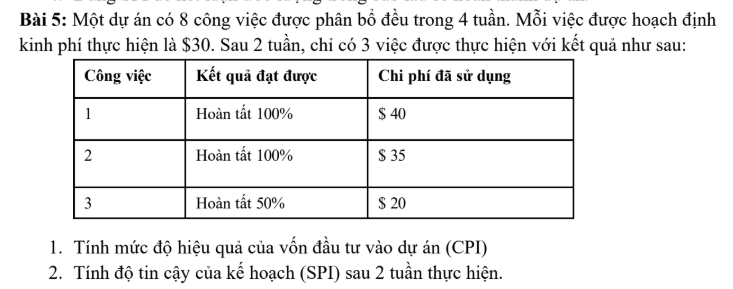 Bài 5: Một dự án có 8 công việc được phân bổ đều trong 4 tuần. Mỗi việc được hoạch định
kinh phí thực hiện là $30. Sau 2 tuần, chỉ có 3 việc được thực hiện với kết quả như sau:
Công việc Kết quả đạt được Chi phí đã sử dụng
1 Hoàn tất 100% $ 40
2 Hoàn tất 100% $ 35
3 Hoàn tất 50% $ 20
1. Tính mức độ hiệu quả của vốn đầu tư vào dự án (CPI)
2. Tính độ tin cậy của kế hoạch (SPI) sau 2 tuần thực hiện.